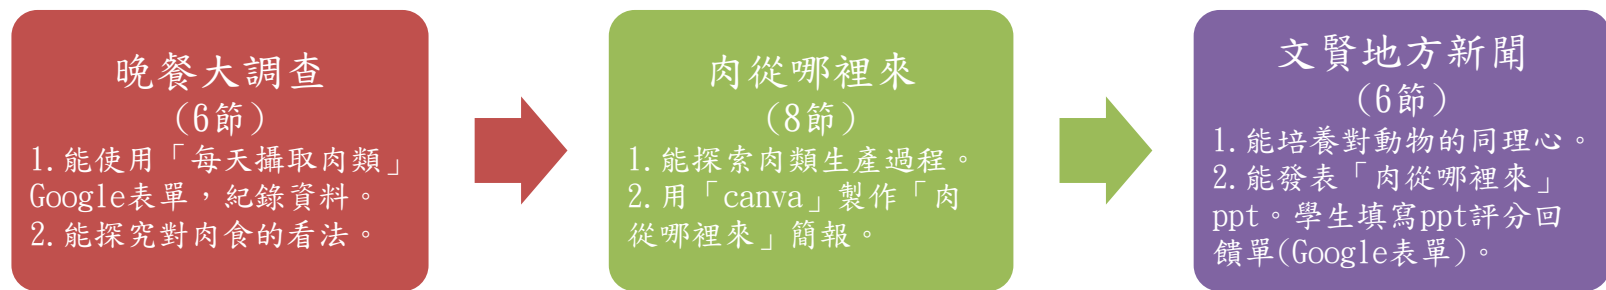 晚餐大調查
(6節)
1.能使用「每天攝取肉類」
Google表單，紀錄資料。
2.能探究對肉食的看法。
肉從哪裡來
(8節)
1.能探索肉類生產過程。
2.用「canva」製作「肉
從哪裡來」簡報。
文賢地方新聞
(6節)
1.能培養對動物的同理心。
2.能發表「肉從哪裡來」
ppt。學生填寫ppt評分回
饋單(Google表單)。